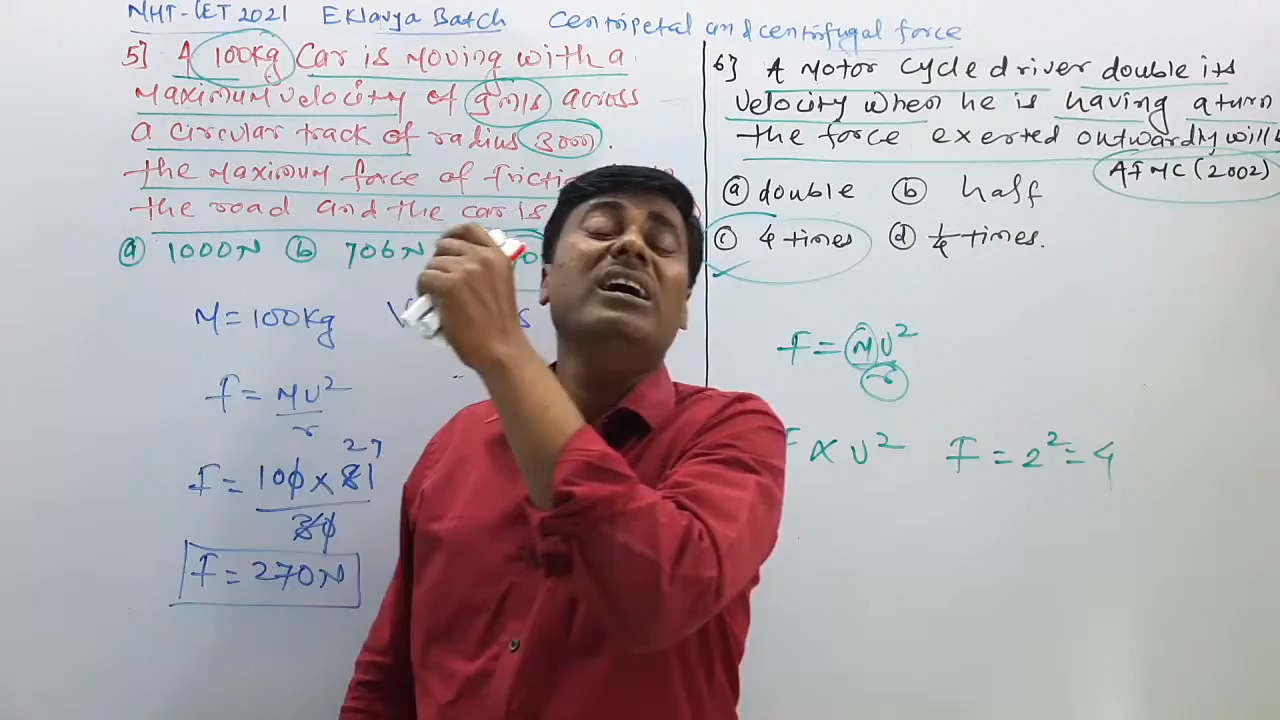 MHT-CET 2021 Eklavya Batch Centripetal and centrifugal force
5] A 100Kg Car is moving with a
maximum velocity of 9m/s across
a circular track of radius 30m.
the maximum force of
the road and the car is
(a) 1000N (b) 706N
M = 100Kg
F = Mv²
r
27
F = 100 × 81
30
F = 270N
6] A Motor Cycle driver double its
velocity when he is having a turn
the force exerted outwardly will
AFMC (2002)
(a) double (b) half
(c) 4 times (d) 1/4 times.
F = Mv²
r
F ∝ v² F = 2² = 4